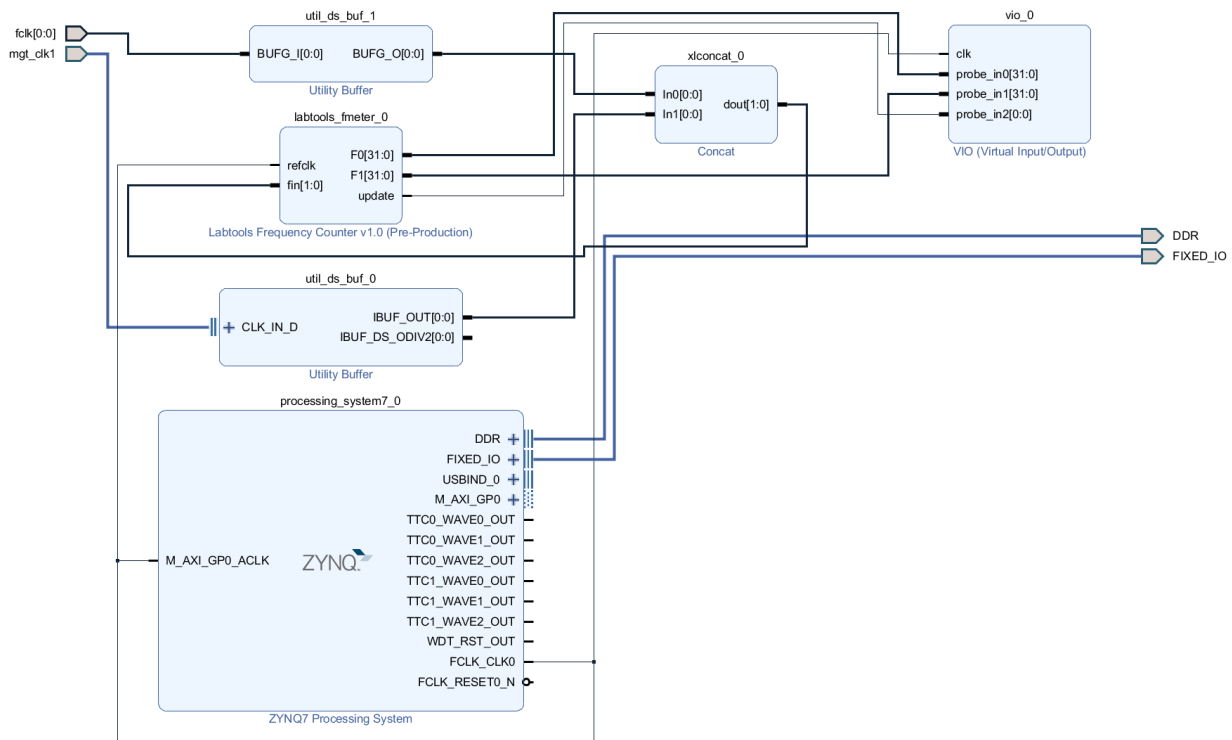 util_ds_buf_1
vio_0
fclk[0:0]
mgt_clk1
BUFG_I[0:0] BUFG_O[0:0]
Utility Buffer
xlconcat_0
In0[0:0]
In1[0:0]
dout[1:0]
Concat
clk
probe_in0[31:0]
probe_in1[31:0]
probe_in2[0:0]
VIO (Virtual Input/Output)
labtools_fmeter_0
refclk
fin[1:0]
F0[31:0]
F1[31:0]
update
Labtools Frequency Counter v1.0 (Pre-Production)
DDR
FIXED_IO
util_ds_buf_0
CLK_IN_D
IBUF_OUT[0:0]
IBUF_DS_ODIV2[0:0]
Utility Buffer
processing_system7_0
DDR
FIXED_IO
USBIND_0
M_AXI_GP0
TTC0_WAVE0_OUT
TTC0_WAVE1_OUT
M_AXI_GP0_ACLK ZYNQ TTC0_WAVE2_OUT
TTC1_WAVE0_OUT
TTC1_WAVE1_OUT
TTC1_WAVE2_OUT
WDT_RST_OUT
FCLK_CLK0
FCLK_RESET0_N
ZYNQ7 Processing System